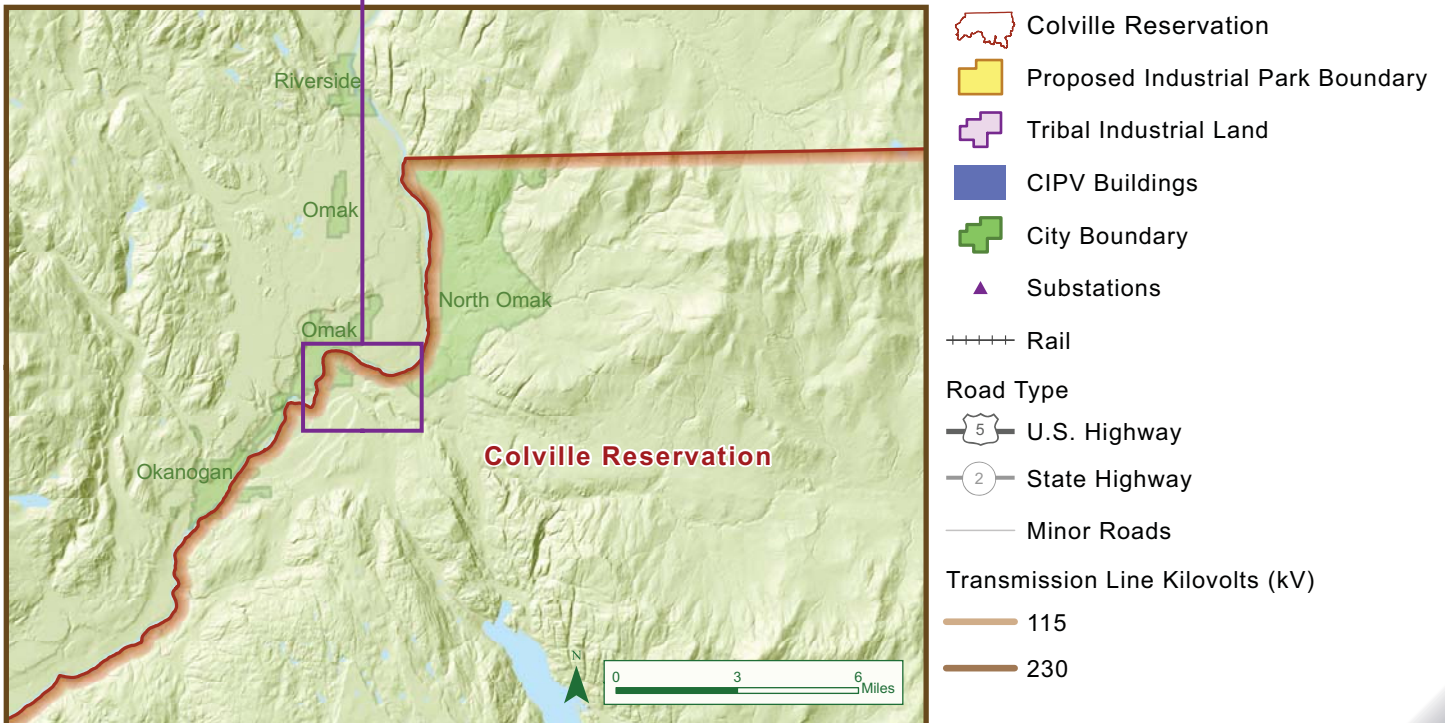 Riverside
Omak
North Omak
Omak
Colville Reservation
Okanogan
N
0 3 6
Miles
Colville Reservation
Proposed Industrial Park Boundary
Tribal Industrial Land
CIPV Buildings
City Boundary
Substations
Rail
Road Type
5 U.S. Highway
2 State Highway
Minor Roads
Transmission Line Kilovolts (kV)
115
230